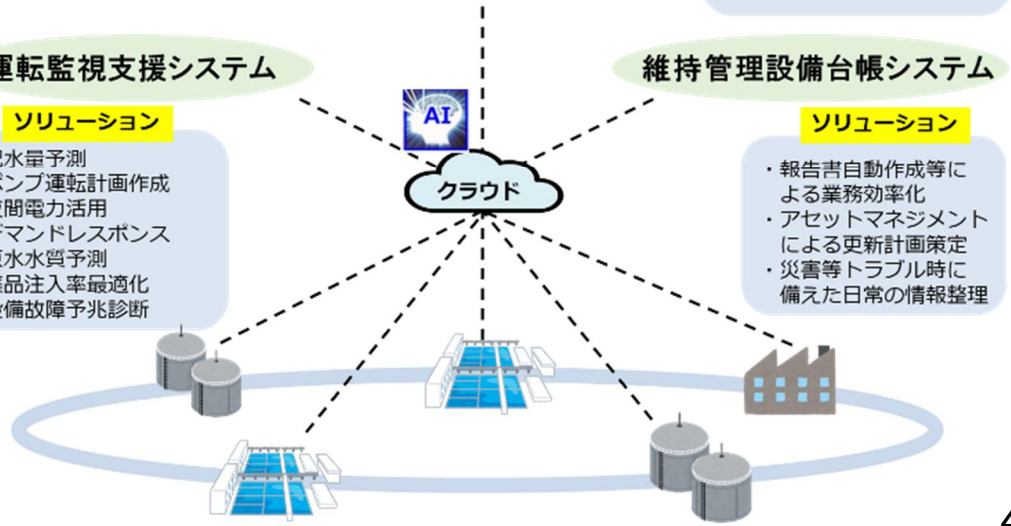 運転監視支援システム
ソリューション
配水量予測
ポンプ運転計画作成
夜間電力活用
デマンドレスポンス
原水水質予測
薬品注入率最適化
設備故障予兆診断
AI
クラウド
維持管理設備台帳システム
ソリューション
・報告書自動作成等に
よる業務効率化
・アセットマネジメント
による更新計画策定
・災害等トラブル時に
備えた日常の情報整理